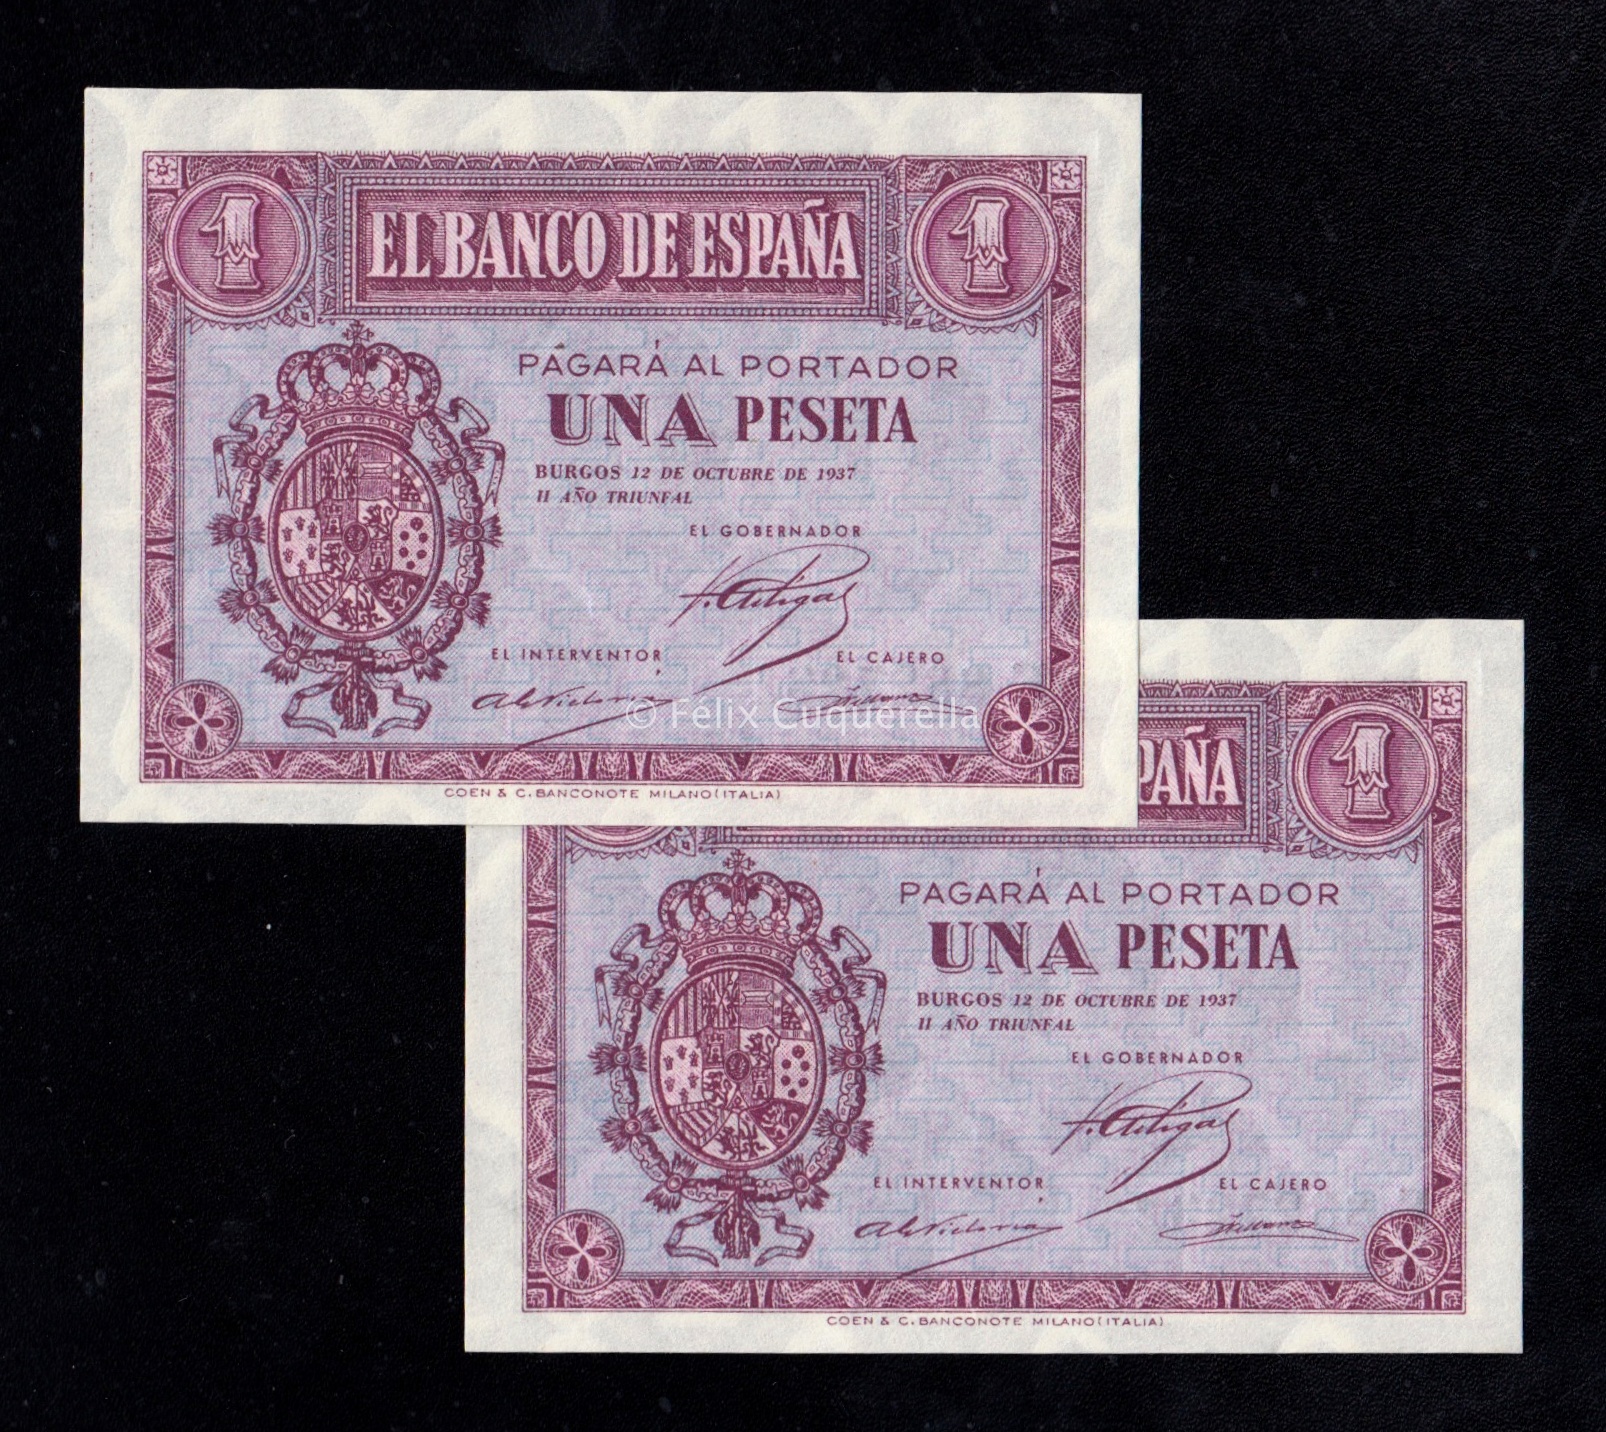 1 EL BANCO DE ESPAÑA 1
PAGARÁ AL PORTADOR
UNA PESETA
BURGOS 12 DE OCTUBRE DE 1937
II AÑO TRIUNFAL
EL GOBERNADOR
EL INTERVENTOR EL CAJERO
© Félix Cuquerella
COEN & C. BANCONOTE MILANO (ITALIA)
PAÑA 1
PAGARÁ AL PORTADOR
UNA PESETA
BURGOS 12 DE OCTUBRE DE 1937
II AÑO TRIUNFAL
EL GOBERNADOR
EL INTERVENTOR EL CAJERO
COEN & C. BANCONOTE MILANO (ITALIA)